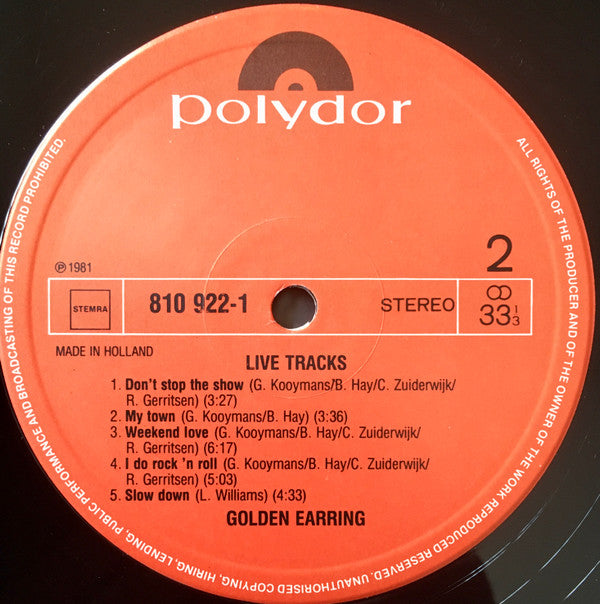 polydor
℗ 1981
2
STEMRA
810 922-1
STEREO
33 1/3
MADE IN HOLLAND
LIVE TRACKS
1. Don't stop the show (G. Kooymans/B. Hay/C. Zuiderwijk/
R. Gerritsen) (3:27)
2. My town (G. Kooymans/B. Hay) (3:36)
3. Weekend love (G. Kooymans/B. Hay/C. Zuiderwijk/
R. Gerritsen) (6:17)
4. I do rock 'n roll (G. Kooymans/B. Hay/C. Zuiderwijk/
R. Gerritsen) (5:03)
5. Slow down (L. Williams) (4:33)
GOLDEN EARRING
ALL RIGHTS OF THE PRODUCER AND OF THE OWNER OF THE WORK REPRODUCED RESERVED. UNAUTHORISED COPYING, HIRING, LENDING, PUBLIC PERFORMANCE AND BROADCASTING OF THIS RECORD PROHIBITED.